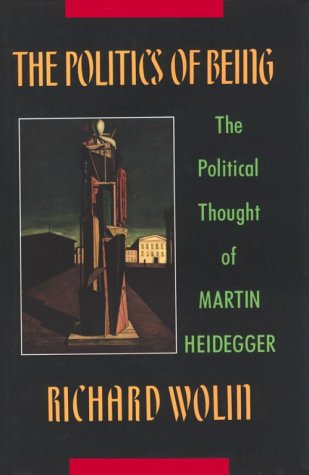 THE POLITICS OF BEING
The
Political
Thought
of
MARTIN
HEIDEGGER
RICHARD WOLIN